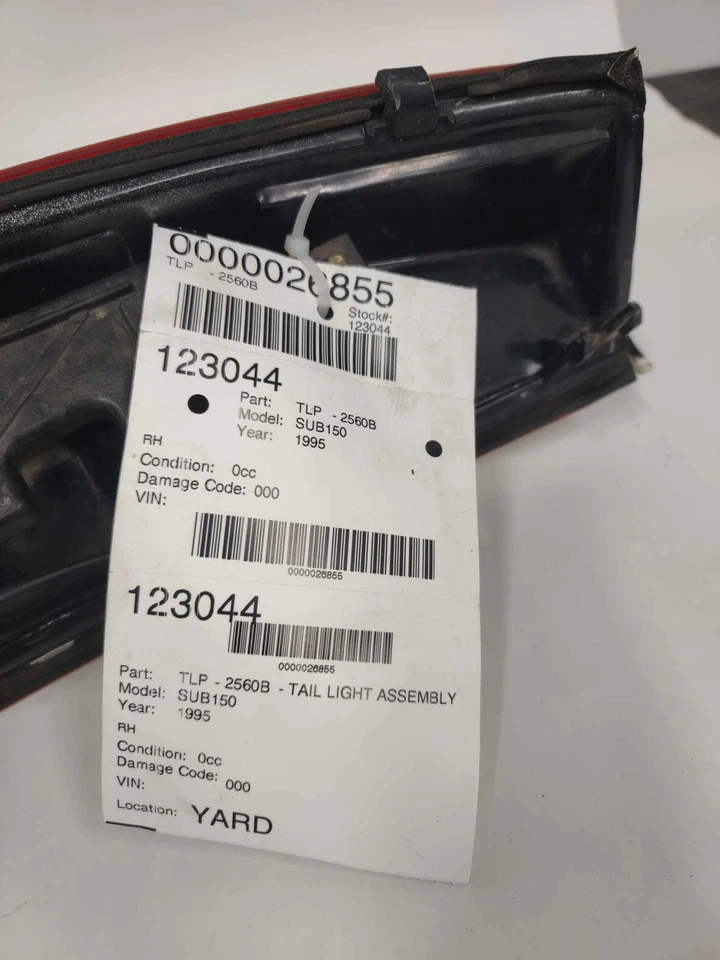 0000026855
TLP - 2560B
Stock#:
123044
123044
Part: TLP - 2560B
Model: SUB150
Year: 1995
RH
Condition: 0cc
Damage Code: 000
VIN:
0000026855
123044
0000026855
Part: TLP - 2560B - TAIL LIGHT ASSEMBLY
Model: SUB150
Year: 1995
RH
Condition: 0cc
Damage Code: 000
VIN:
Location: YARD